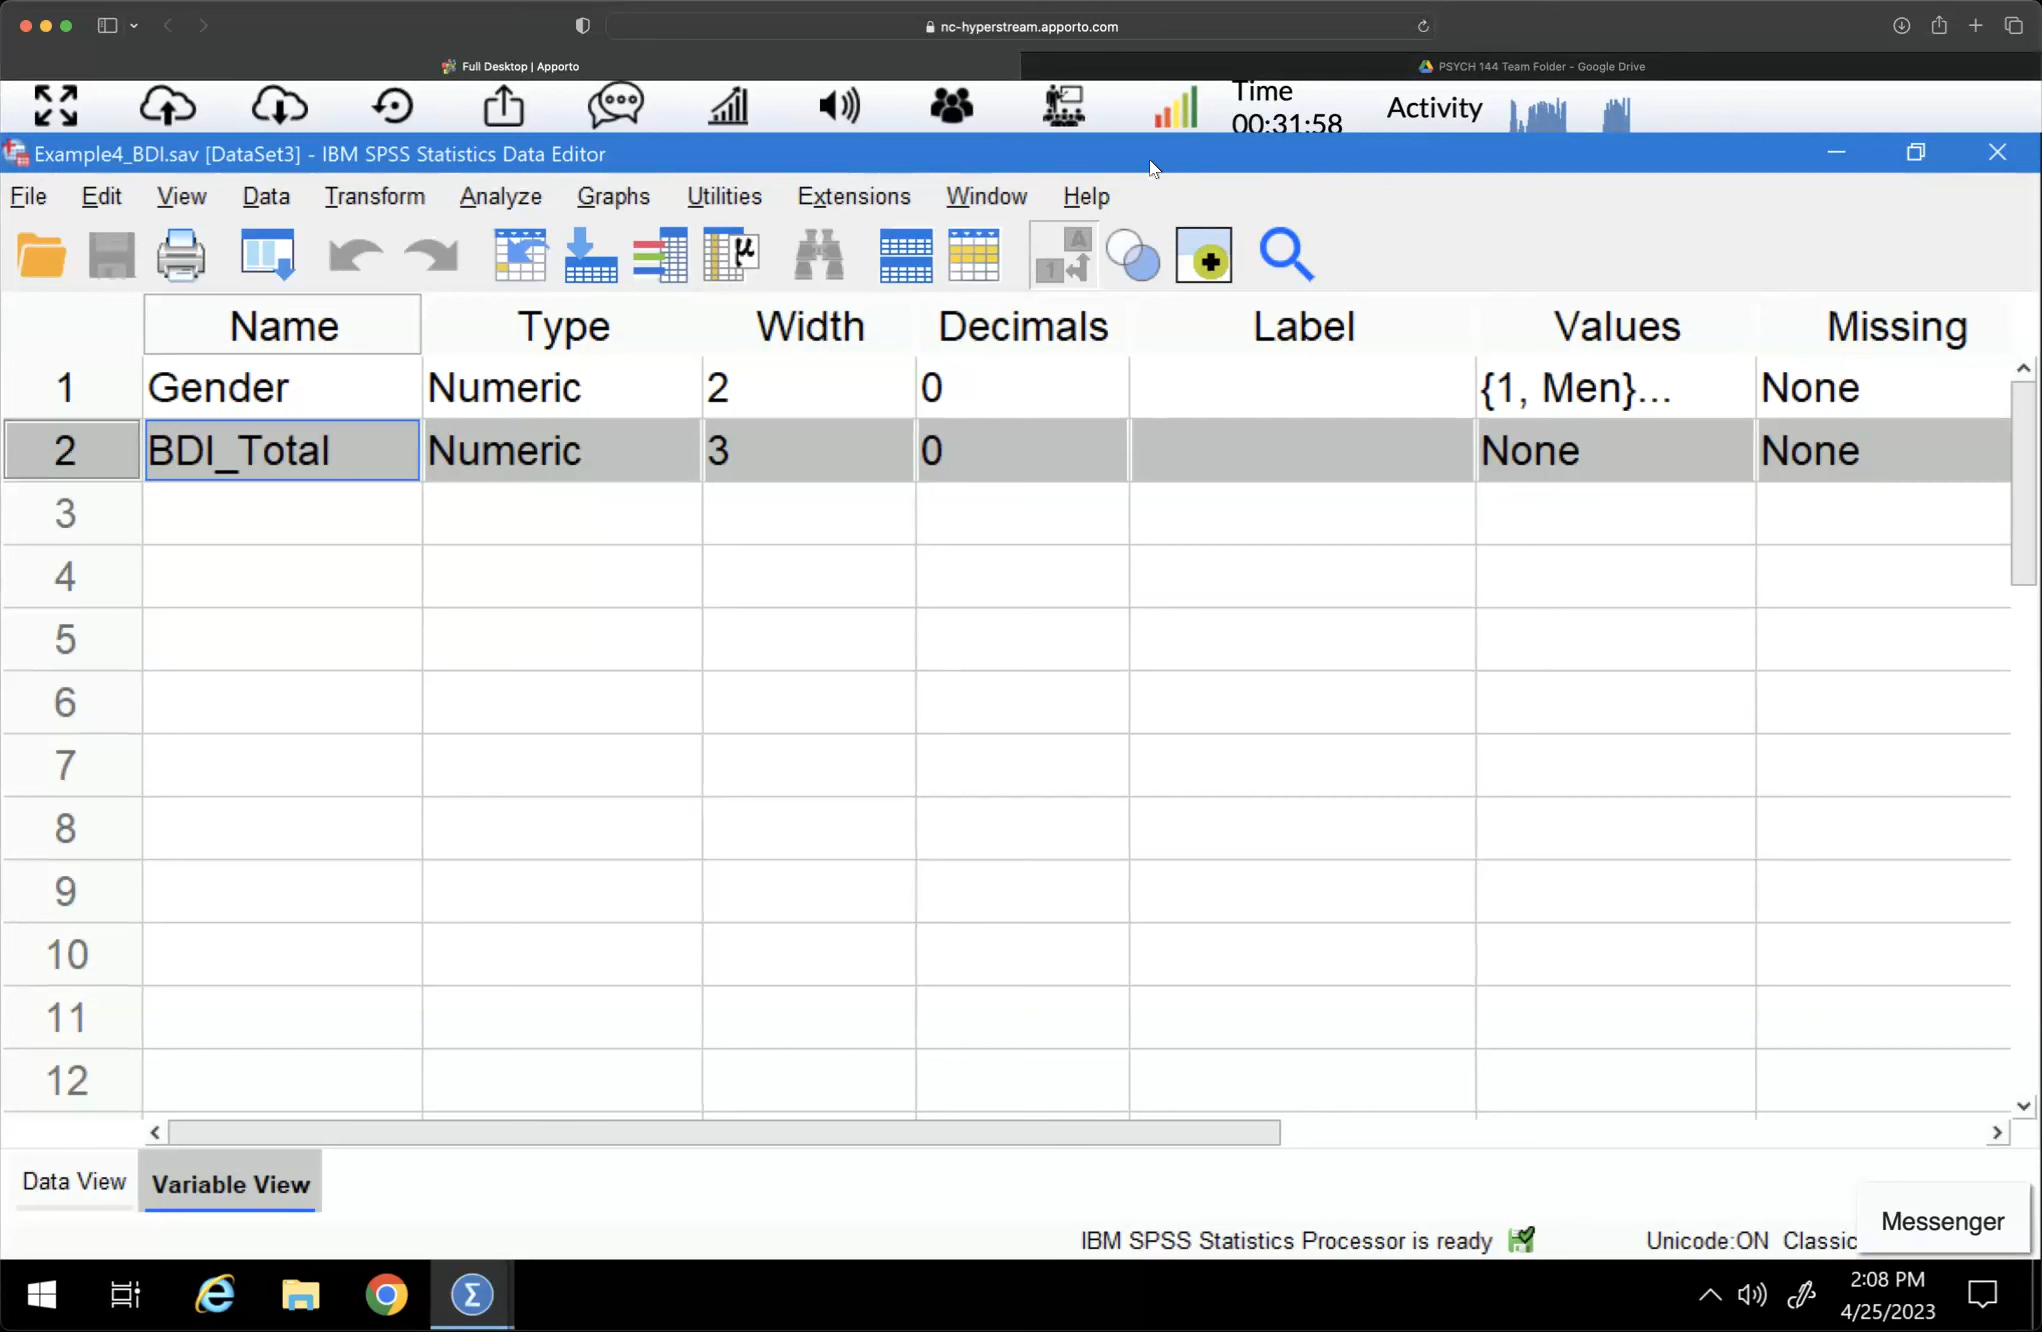 nc-hyperstream.apporto.com
Full Desktop | Apporto
PSYCH 144 Team Folder - Google Drive
Time
00:31:58
Activity
Example4_BDI.sav [DataSet3] - IBM SPSS Statistics Data Editor
File Edit View Data Transform Analyze Graphs Utilities Extensions Window Help
Name Type Width Decimals Label Values Missing
1 Gender Numeric 2 0 {1, Men}... None
2 BDI_Total Numeric 3 0 None None
3
4
5
6
7
8
9
10
11
12
Data View Variable View
Messenger
IBM SPSS Statistics Processor is ready Unicode:ON Classic
2:08 PM
4/25/2023